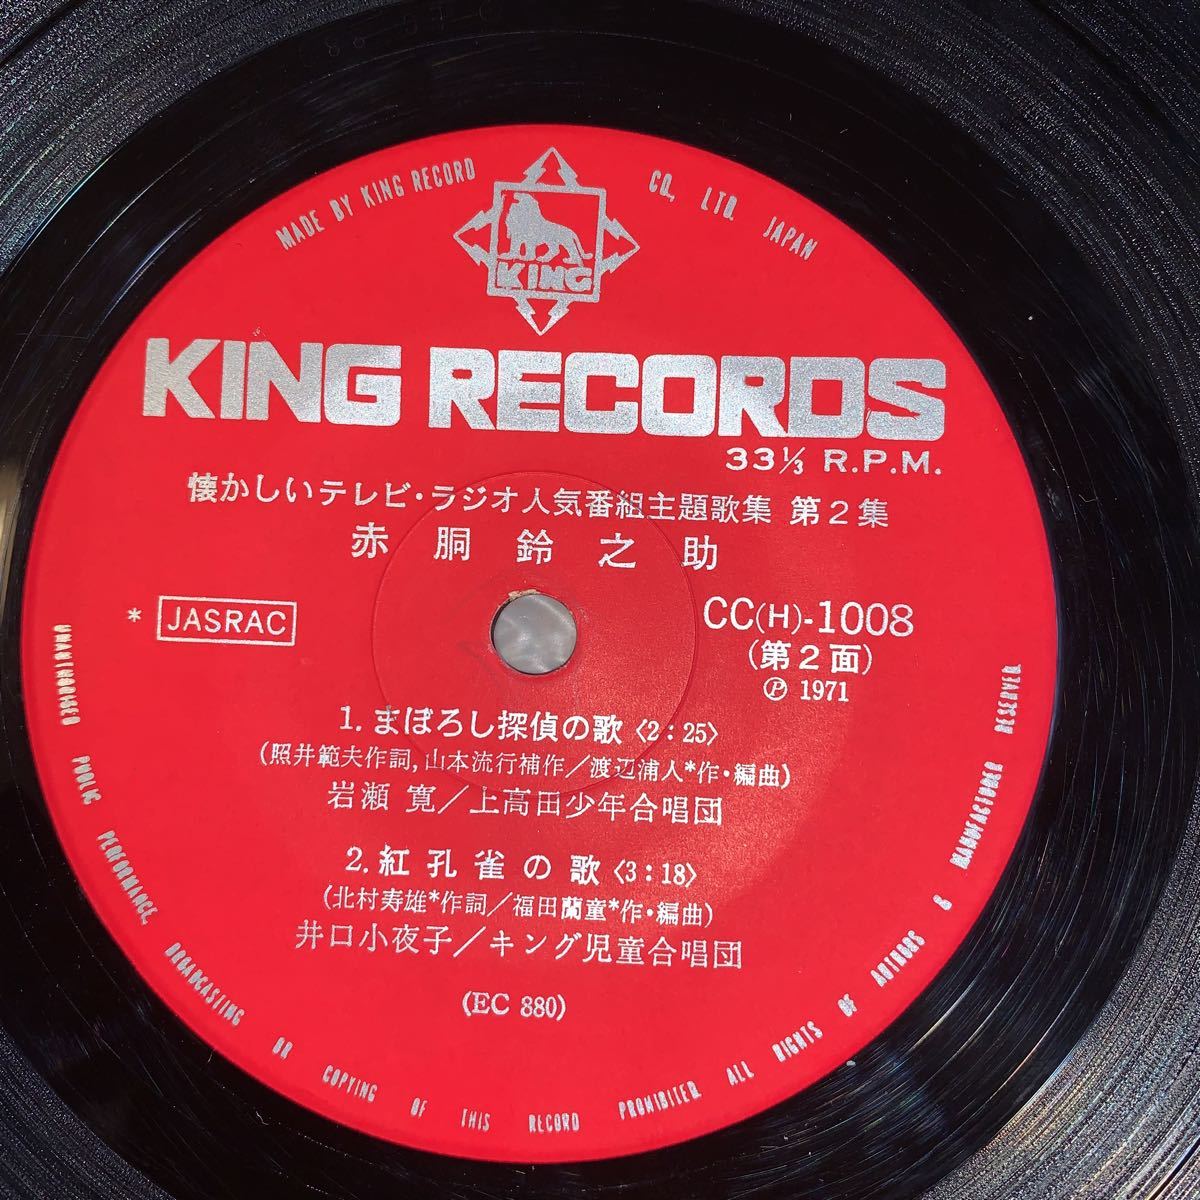 MADE BY KING RECORD CO., LTD. JAPAN
KING
KING RECORDS
33⅓ R.P.M.
懐かしいテレビ・ラジオ人気番組主題歌集 第2集
赤胴鈴之助
* JASRAC
CC(H)-1008
(第2面)
Ⓟ 1971
1. まぼろし探偵の歌〈2:25〉
(照井範夫作詞, 山本流行補作/渡辺浦人*作・編曲)
岩瀬 寛/上高田少年合唱団
2. 紅孔雀の歌〈3:18〉
(北村寿雄*作詞/福田蘭童*作・編曲)
井口小夜子/キング児童合唱団
(EC 880)
UNAUTHORISED PUBLIC PERFORMANCE, BROADCASTING OR COPYING OF THIS RECORD PROHIBITED ALL RIGHTS OF AUTHORS & MANUFACTURER RESERVED